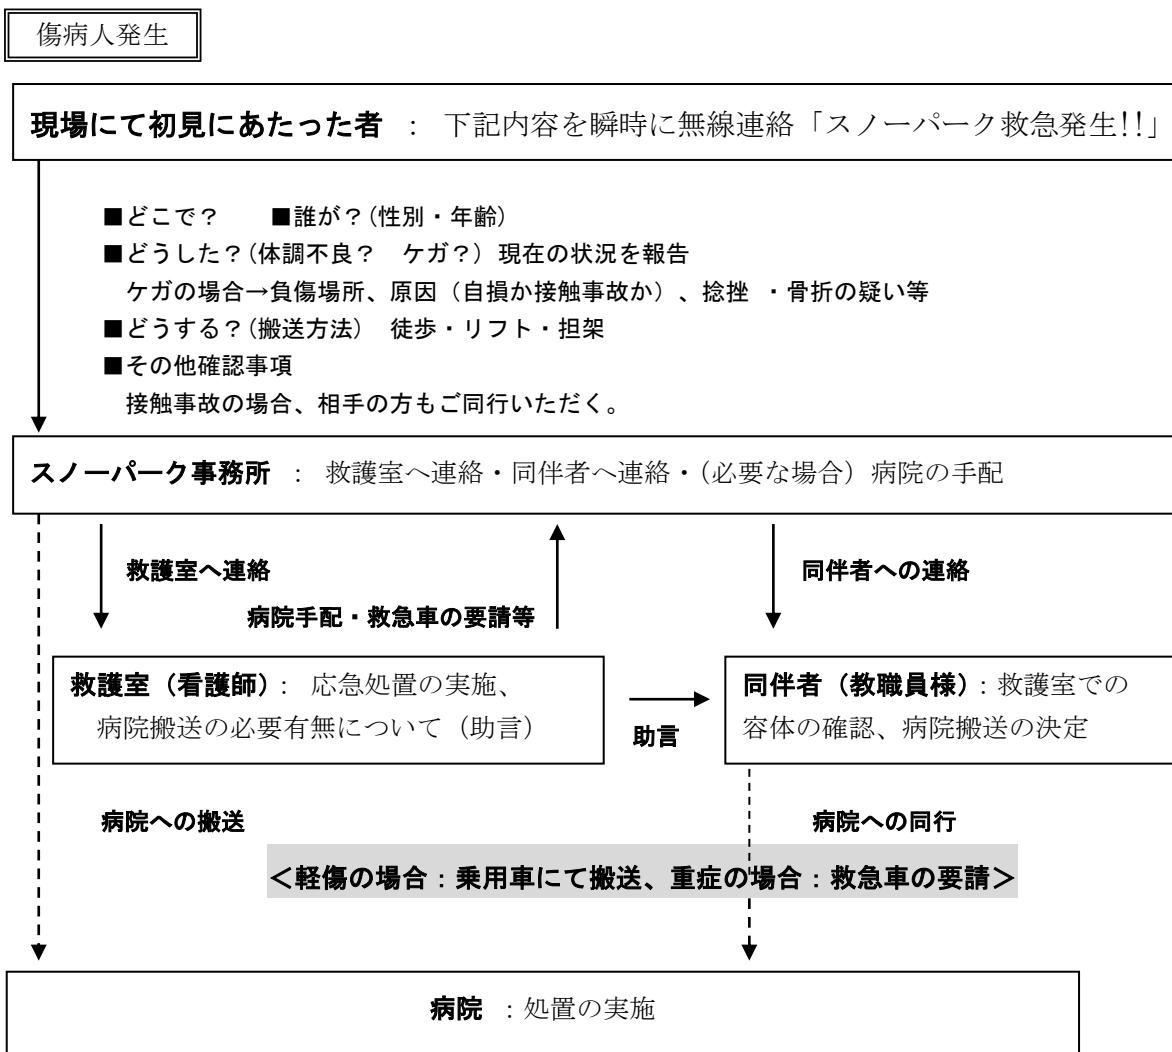 傷病人発生
現場にて初見にあたった者 ： 下記内容を瞬時に無線連絡「スノーパーク救急発生!!」
■どこで？　■誰が？(性別・年齢)
■どうした？(体調不良？　ケガ？) 現在の状況を報告
ケガの場合→負傷場所、原因（自損か接触事故か）、捻挫 ・骨折の疑い等
■どうする？(搬送方法)　徒歩・リフト・担架
■その他確認事項
接触事故の場合、相手の方もご同行いただく。
スノーパーク事務所 ： 救護室へ連絡・同伴者へ連絡・(必要な場合）病院の手配
救護室へ連絡
同伴者への連絡
病院手配・救急車の要請等
救護室（看護師）： 応急処置の実施、
病院搬送の必要有無について（助言）
助言
同伴者（教職員様）：救護室での
容体の確認、病院搬送の決定
病院への搬送
病院への同行
＜軽傷の場合：乗用車にて搬送、重症の場合：救急車の要請＞
病院 ：処置の実施